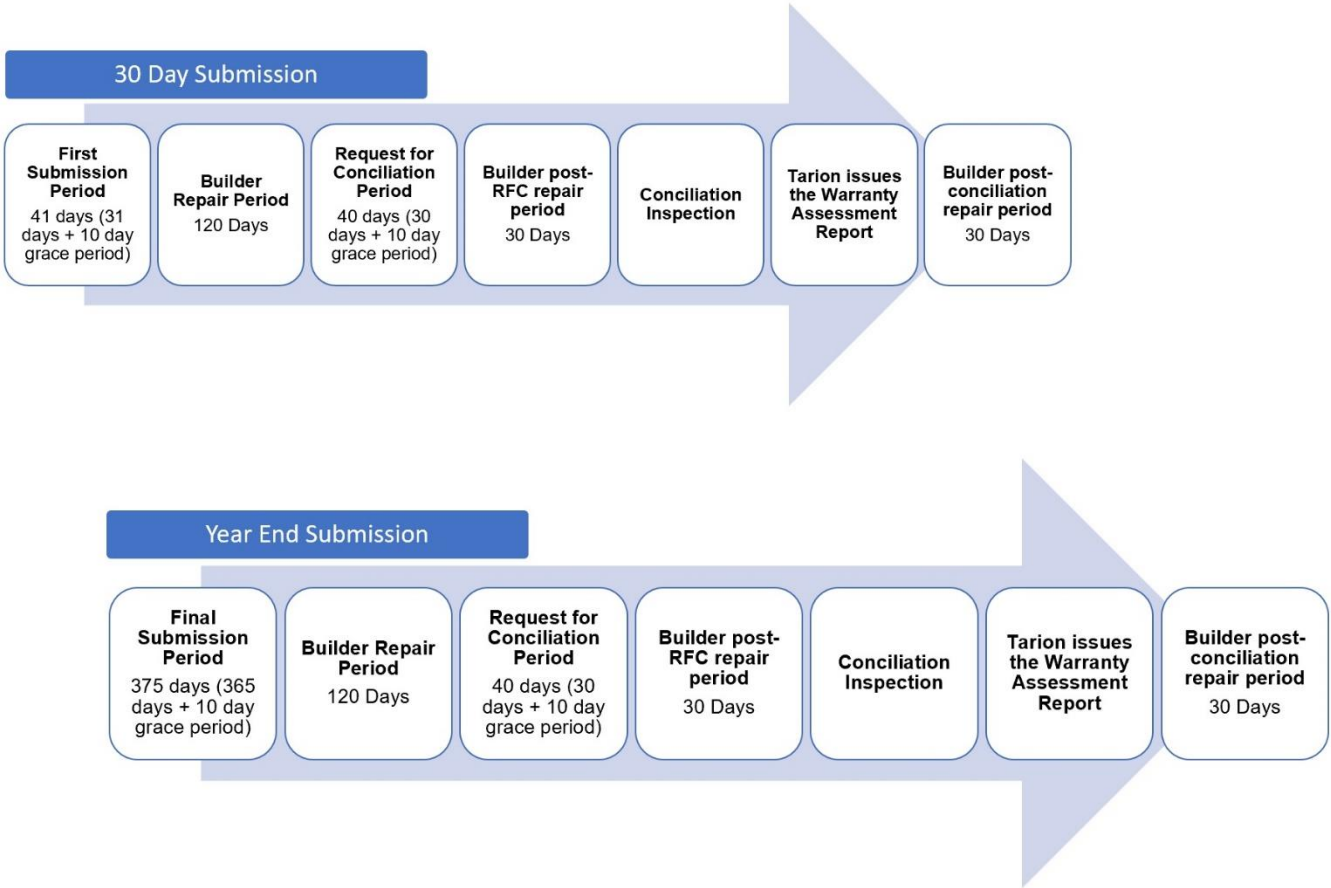 30 Day Submission
First
Submission
Period
41 days (31
days + 10 day
grace period)
Builder
Repair Period
120 Days
Request for
Conciliation
Period
40 days (30
days + 10 day
grace period)
Builder post-
RFC repair
period
30 Days
Conciliation
Inspection
Tarion issues
the Warranty
Assessment
Report
Builder post-
conciliation
repair period
30 Days
Year End Submission
Final
Submission
Period
375 days (365
days + 10 day
grace period)
Builder Repair
Period
120 Days
Request for
Conciliation
Period
40 days (30
days + 10 day
grace period)
Builder post-
RFC repair
period
30 Days
Conciliation
Inspection
Tarion issues
the Warranty
Assessment
Report
Builder post-
conciliation
repair period
30 Days